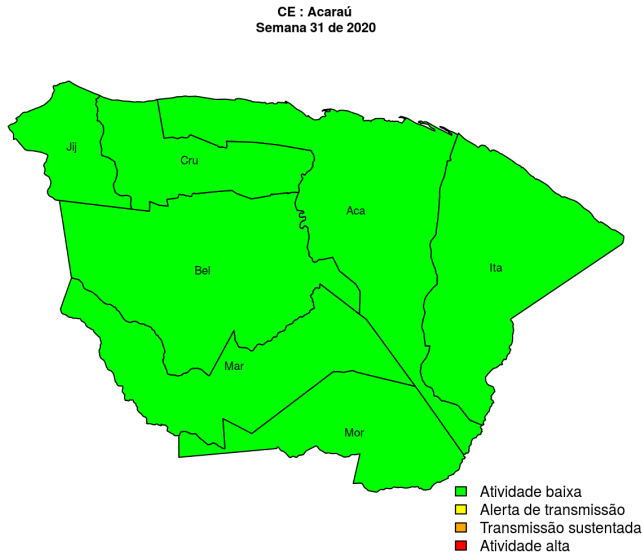 CE : Acaraú
Semana 31 de 2020
Jij
Cru
Aca
Bel
Ita
Mar
Mor
Atividade baixa
Alerta de transmissão
Transmissão sustentada
Atividade alta